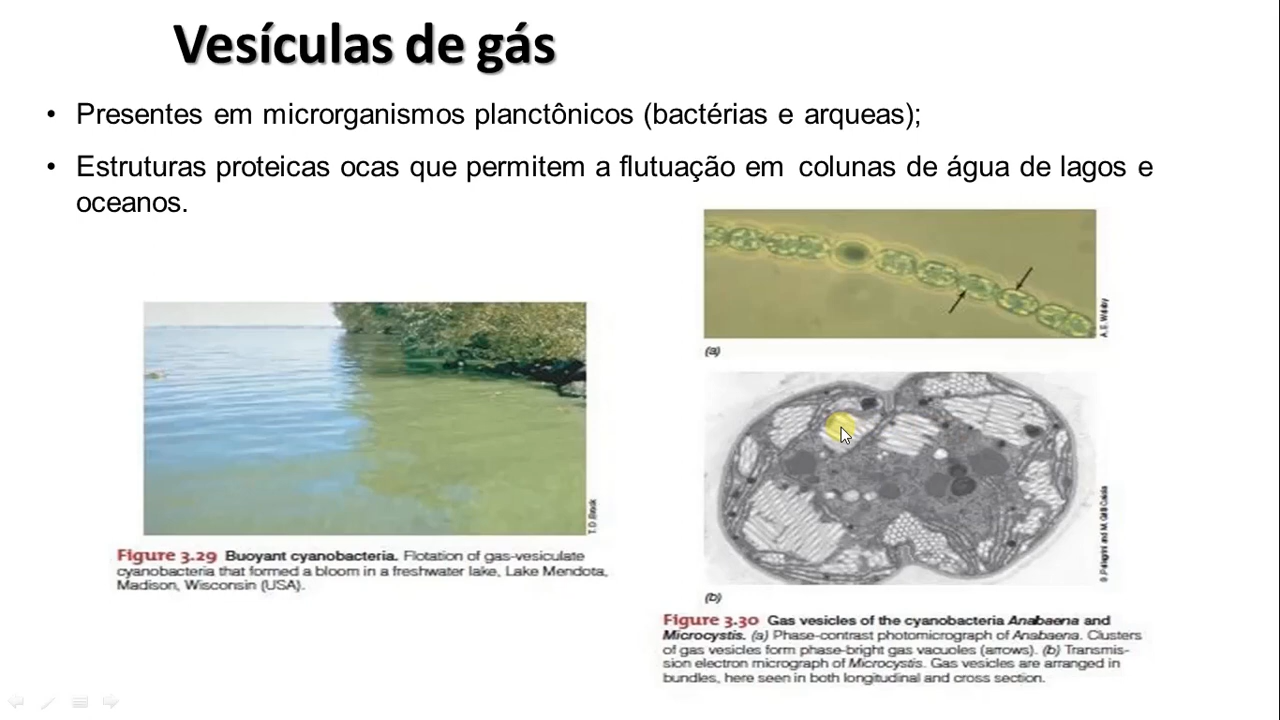 Vesículas de gás
• Presentes em microrganismos planctônicos (bactérias e arqueas);
• Estruturas proteicas ocas que permitem a flutuação em colunas de água de lagos e
oceanos.
(a)
T. D. Brock
Figure 3.29 Buoyant cyanobacteria. Flotation of gas-vesiculate
cyanobacteria that formed a bloom in a freshwater lake, Lake Mendota,
Madison, Wisconsin (USA).
(b)
Figure 3.30 Gas vesicles of the cyanobacteria Anabaena and
Microcystis. (a) Phase-contrast photomicrograph of Anabaena. Clusters
of gas vesicles form phase-bright gas vacuoles (arrows). (b) Transmis-
sion electron micrograph of Microcystis. Gas vesicles are arranged in
bundles, here seen in both longitudinal and cross section.